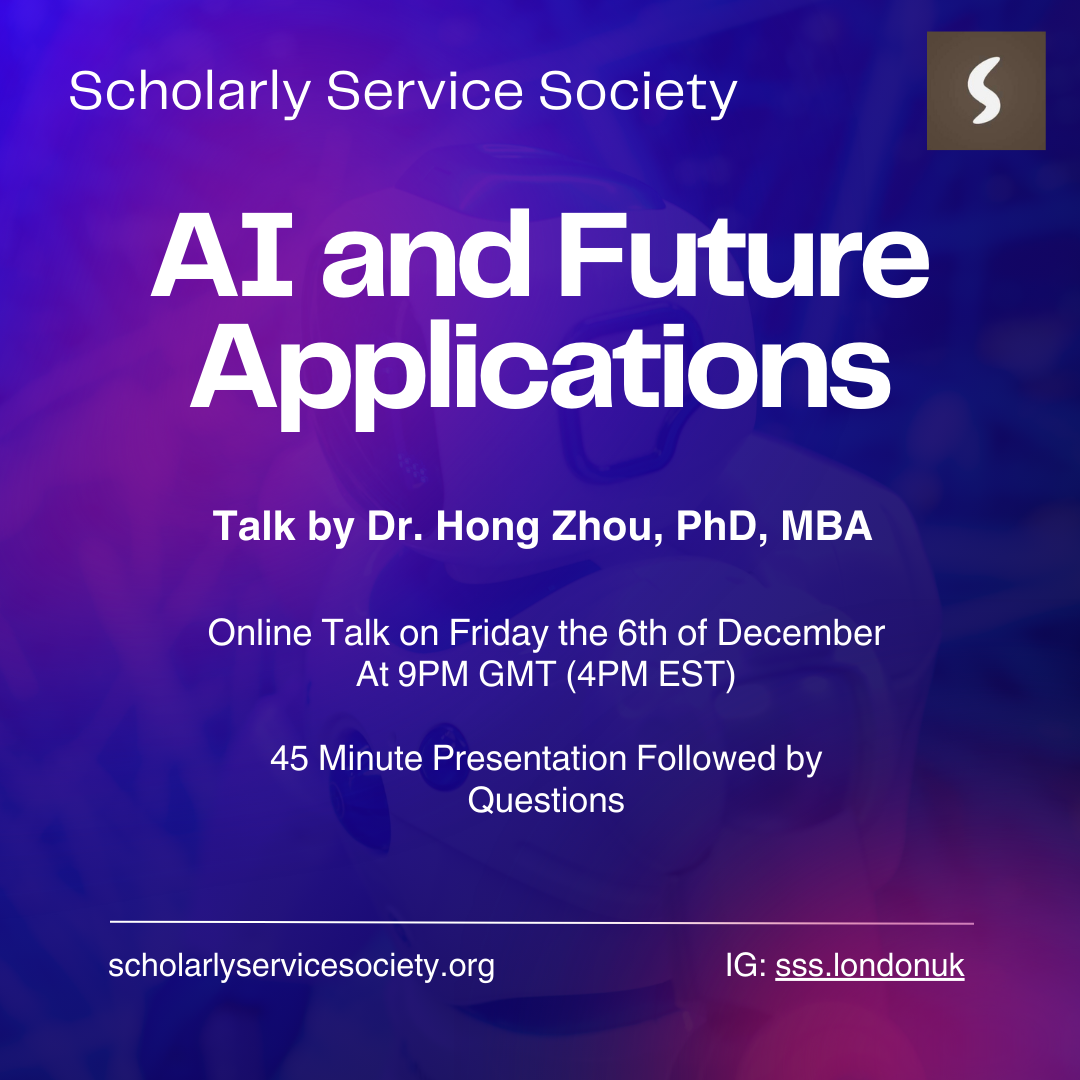 Scholarly Service Society
S
AI and Future
Applications
Talk by Dr. Hong Zhou, PhD, MBA
Online Talk on Friday the 6th of December
At 9PM GMT (4PM EST)
45 Minute Presentation Followed by
Questions
scholarlyservicesociety.org
IG: sss.londonuk